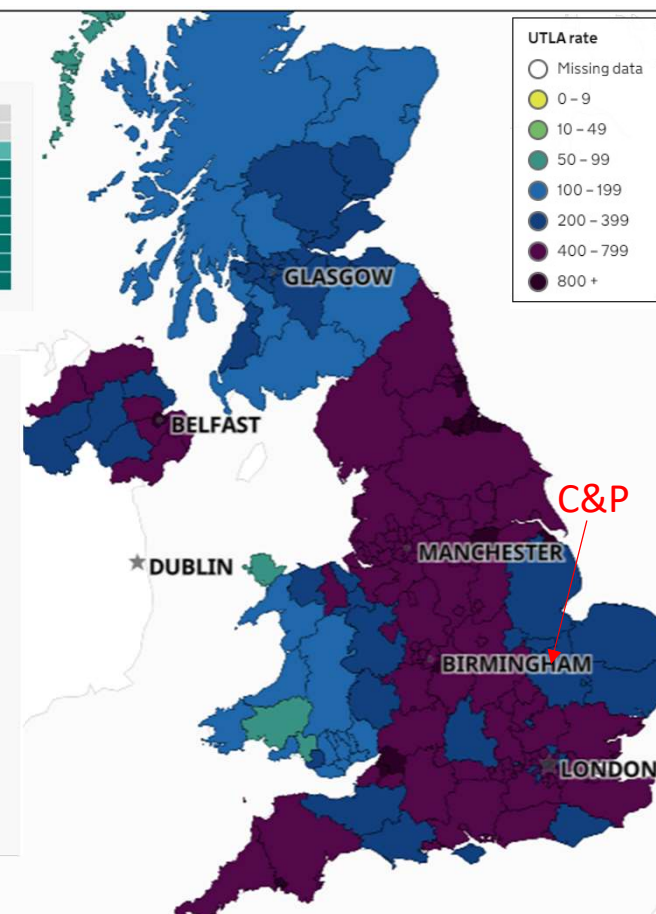 UTLA rate
Missing data
0 – 9
10 – 49
50 – 99
100 – 199
200 – 399
400 – 799
800 +
GLASGOW
BELFAST
C&P
MANCHESTER
DUBLIN
BIRMINGHAM
LONDON